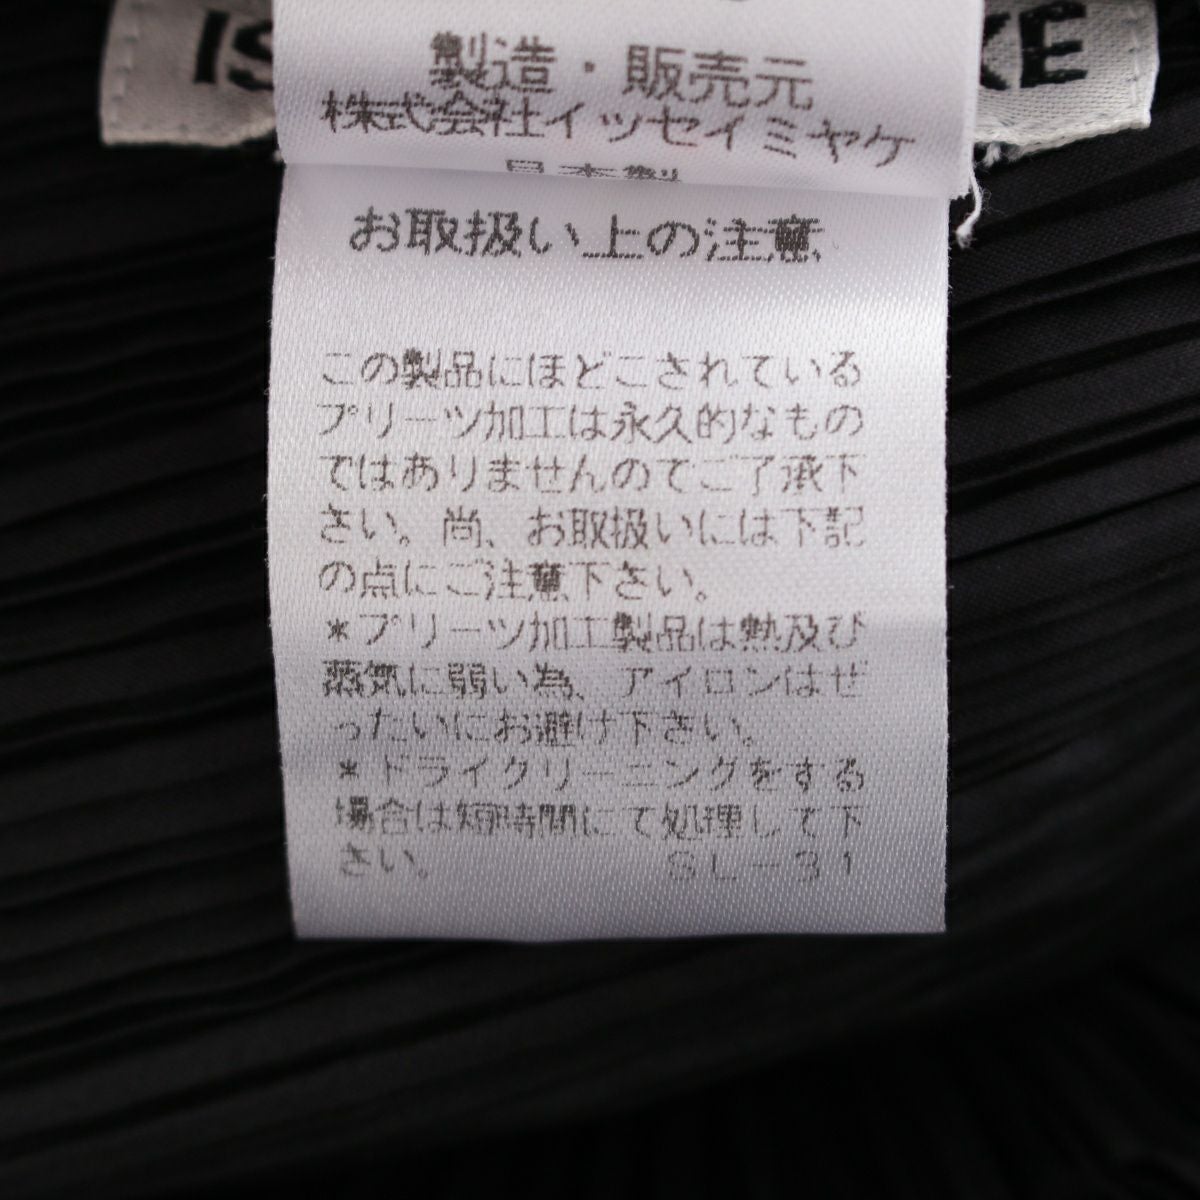 IS KE
製造・販売元
株式会社イッセイミヤケ
日本製
お取扱い上の注意
この製品にほどこされている
プリーツ加工は永久的なもの
ではありませんのでご了承下
さい。尚、お取扱いには下記
の点にご注意下さい。
*プリーツ加工製品は熱及び
蒸気に弱い為、アイロンはぜ
ったいにお避け下さい。
*ドライクリーニングをする
場合は短時間にて処理して下
さい。 SL-31